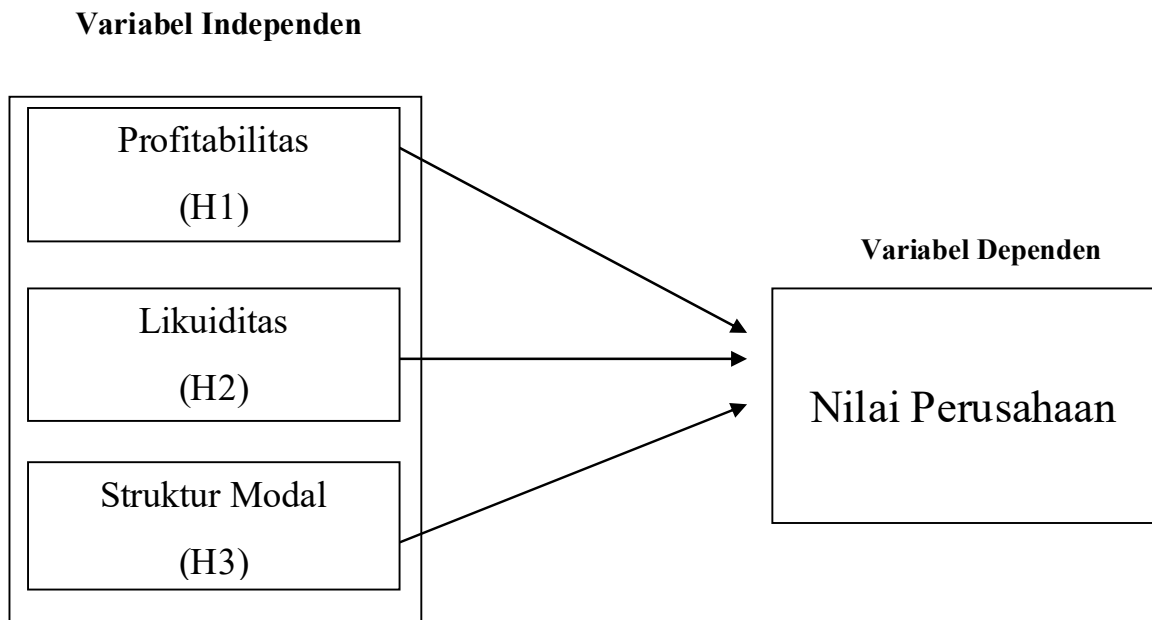 Variabel Independen
Profitabilitas
(H1)
Likuiditas
(H2)
Struktur Modal
(H3)
Variabel Dependen
Nilai Perusahaan